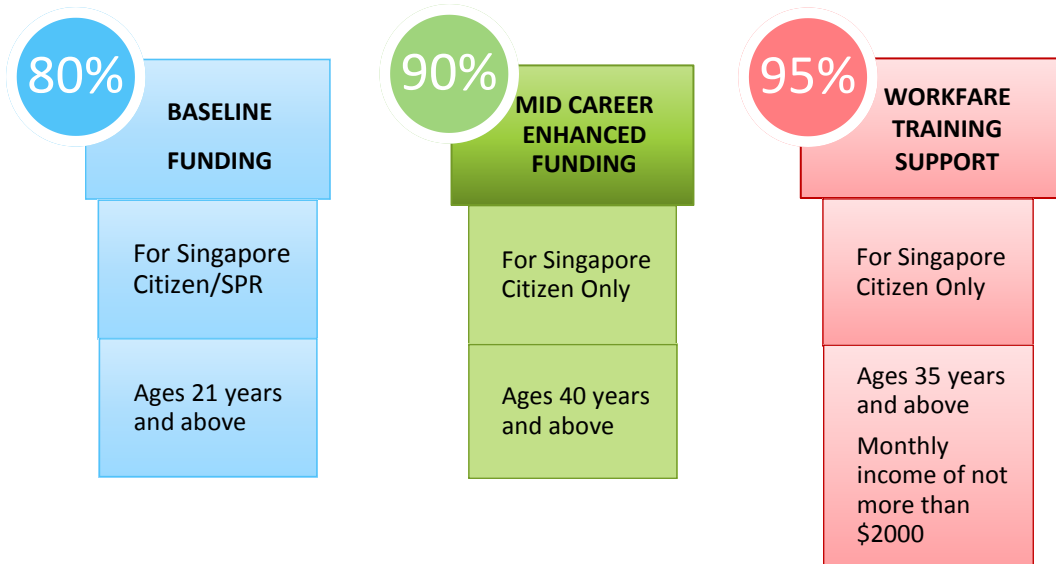 80%
BASELINE
FUNDING
For Singapore
Citizen/SPR
Ages 21 years
and above
90%
MID CAREER
ENHANCED
FUNDING
For Singapore
Citizen Only
Ages 40 years
and above
95%
WORKFARE
TRAINING
SUPPORT
For Singapore
Citizen Only
Ages 35 years
and above
Monthly
income of not
more than
$2000